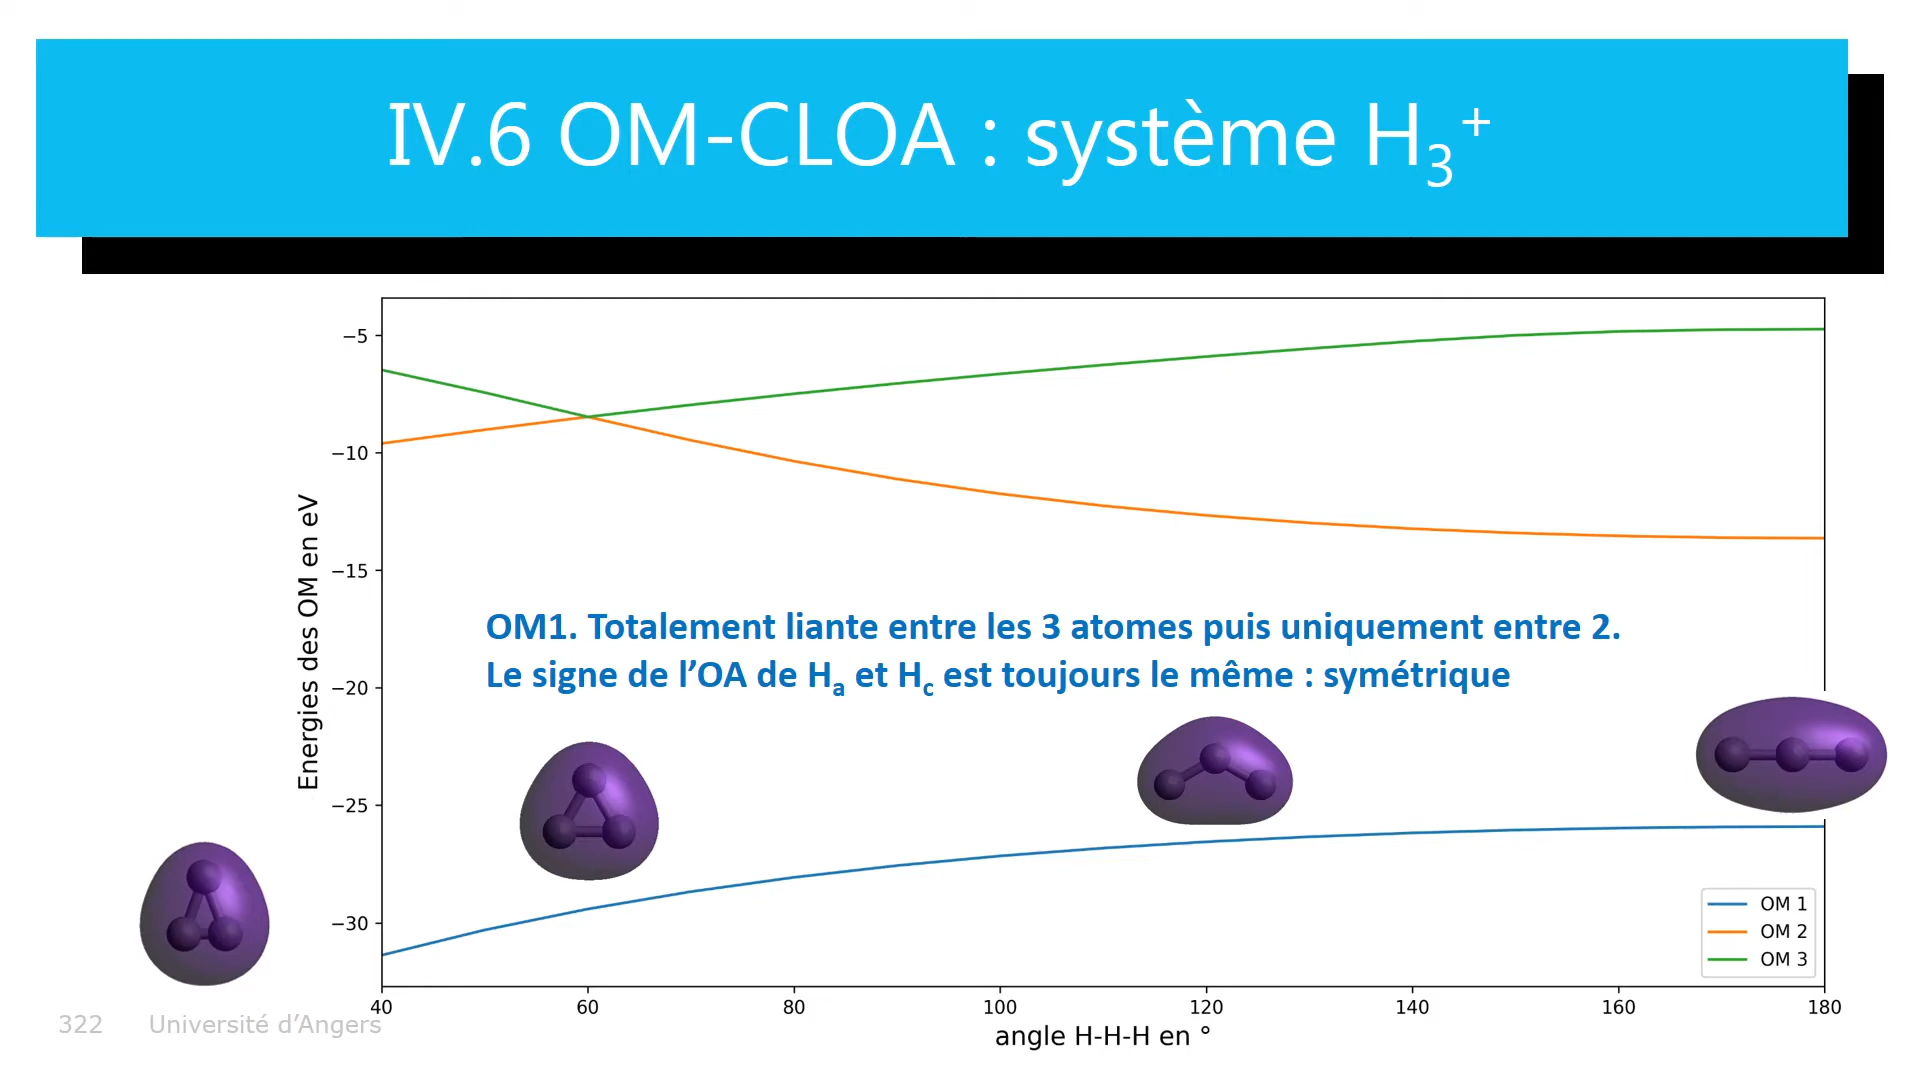 IV.6 OM-CLOA : système H3+
−5
−10
−15
−20
−25
−30
Energies des OM en eV
OM1. Totalement liante entre les 3 atomes puis uniquement entre 2.
Le signe de l’OA de Ha et Hc est toujours le même : symétrique
OM 1
OM 2
OM 3
40 60 80 100 120 140 160 180
angle H-H-H en °
322 Université d’Angers